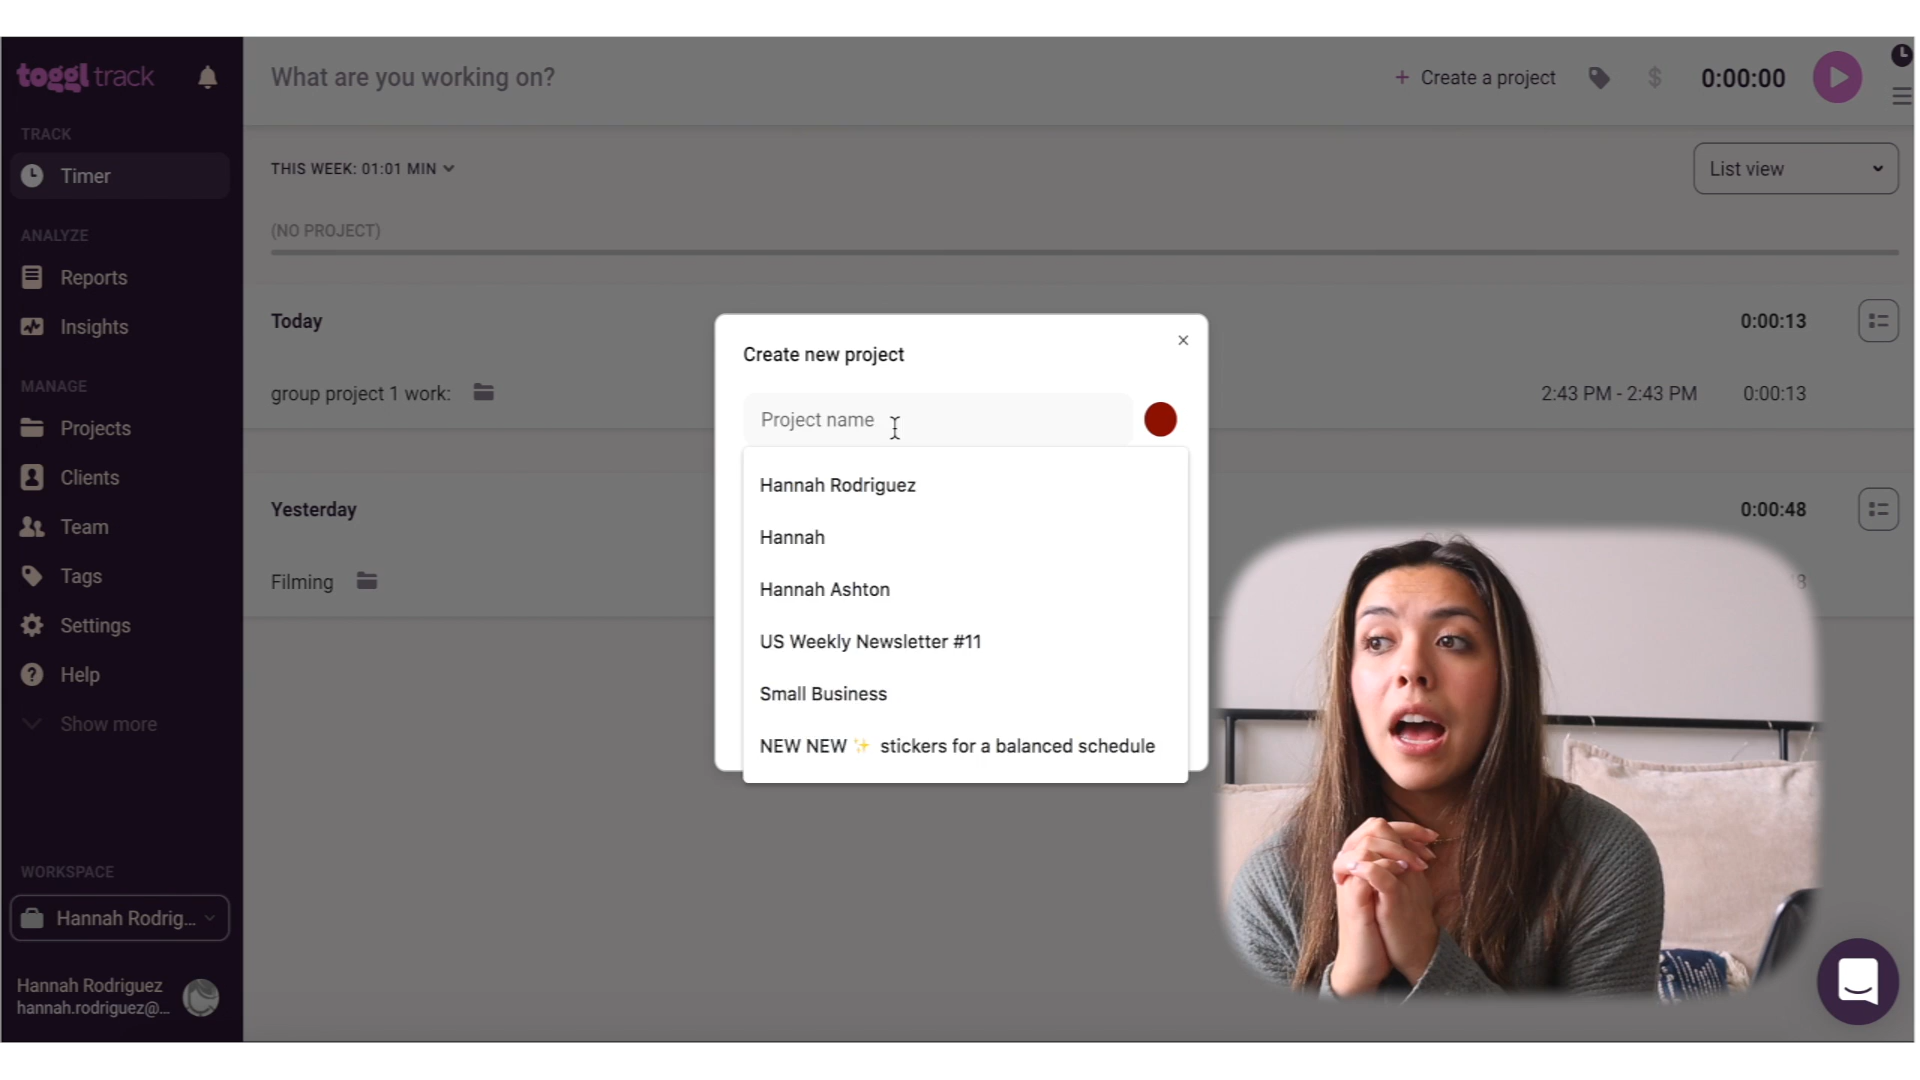 toggl track
What are you working on?
+ Create a project
$
0:00:00
TRACK
Timer
THIS WEEK: 01:01 MIN
List view
ANALYZE
(NO PROJECT)
Reports
Insights
Today
0:00:13
MANAGE
group project 1 work:
2:43 PM - 2:43 PM
0:00:13
Projects
Clients
Team
Tags
Settings
Help
Show more
Yesterday
0:00:48
Filming
Create new project
×
Project name
Hannah Rodriguez
Hannah
Hannah Ashton
US Weekly Newsletter #11
Small Business
NEW NEW ✨ stickers for a balanced schedule
WORKSPACE
Hannah Rodrig...
Hannah Rodriguez
hannah.rodriguez@...